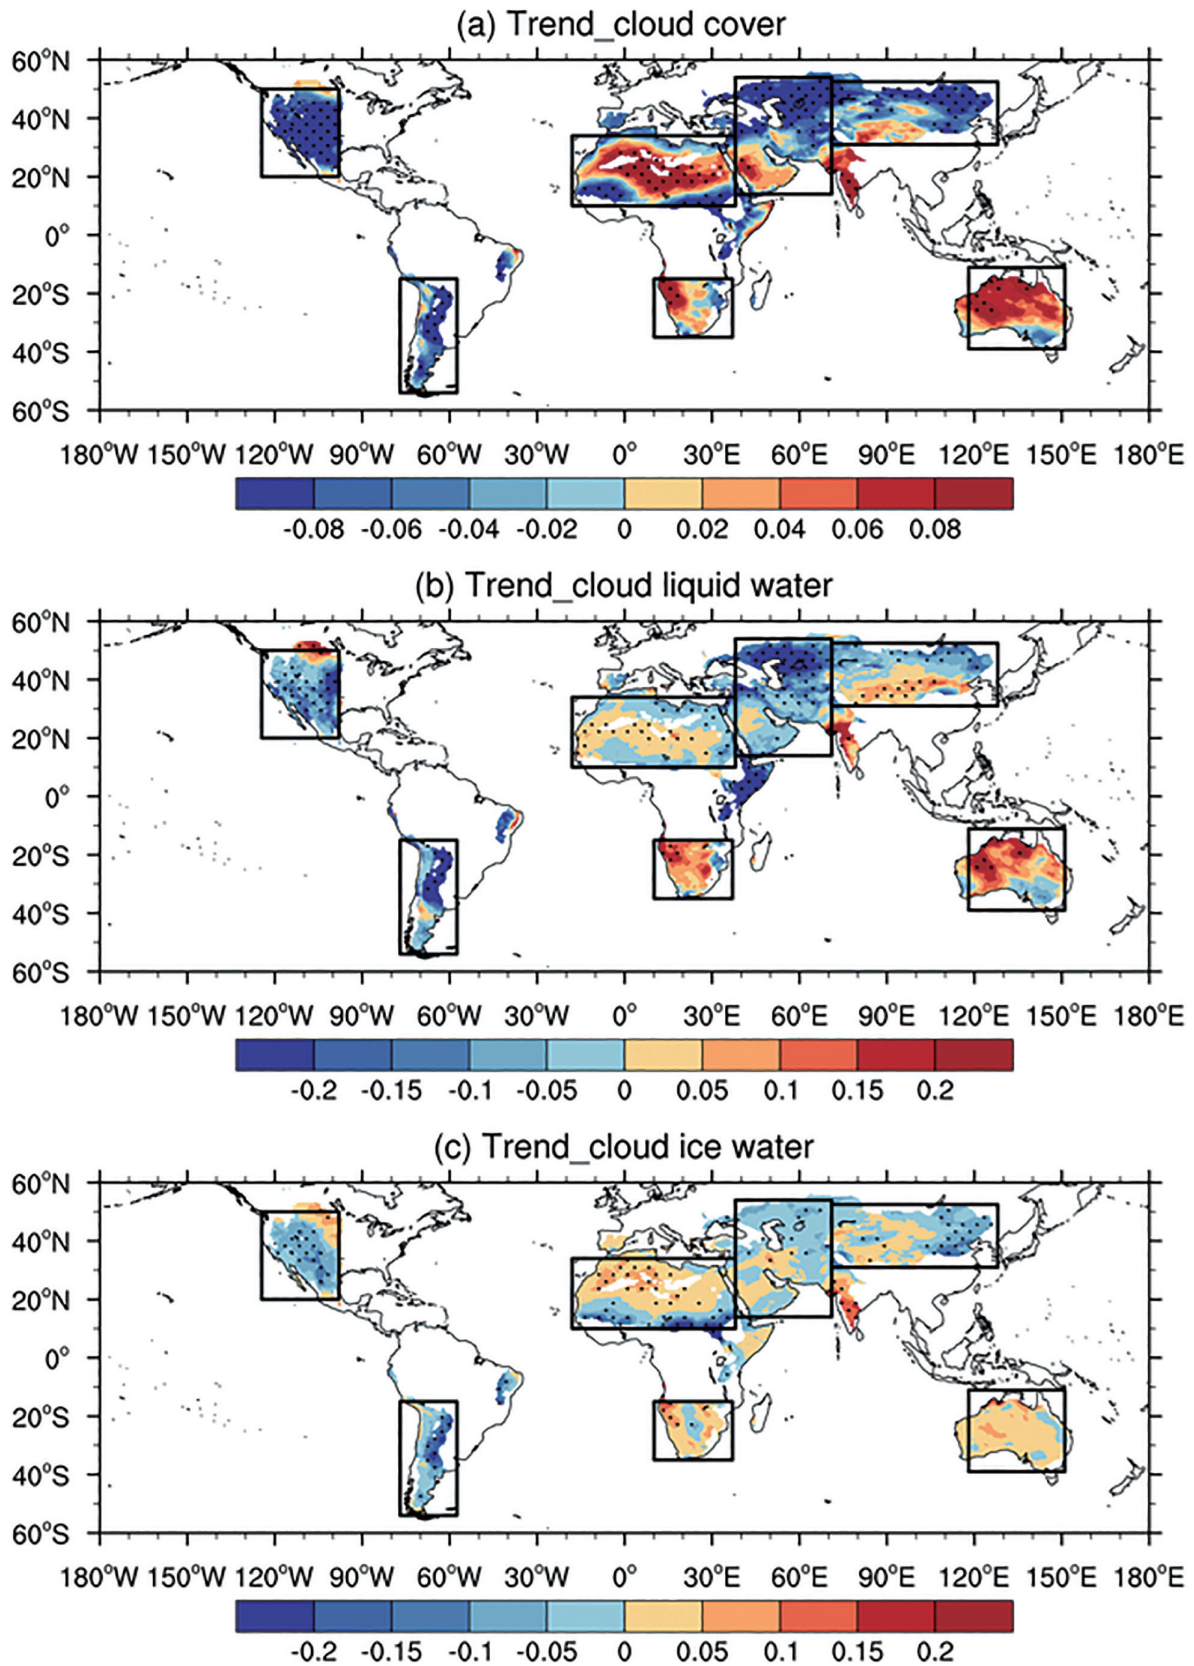 (a) Trend_cloud cover
60°N
40°N
20°N
0°
20°S
40°S
60°S
180°W 150°W 120°W 90°W 60°W 30°W 0° 30°E 60°E 90°E 120°E 150°E 180°E
-0.08 -0.06 -0.04 -0.02 0 0.02 0.04 0.06 0.08
(b) Trend_cloud liquid water
60°N
40°N
20°N
0°
20°S
40°S
60°S
180°W 150°W 120°W 90°W 60°W 30°W 0° 30°E 60°E 90°E 120°E 150°E 180°E
-0.2 -0.15 -0.1 -0.05 0 0.05 0.1 0.15 0.2
(c) Trend_cloud ice water
60°N
40°N
20°N
0°
20°S
40°S
60°S
180°W 150°W 120°W 90°W 60°W 30°W 0° 30°E 60°E 90°E 120°E 150°E 180°E
-0.2 -0.15 -0.1 -0.05 0 0.05 0.1 0.15 0.2